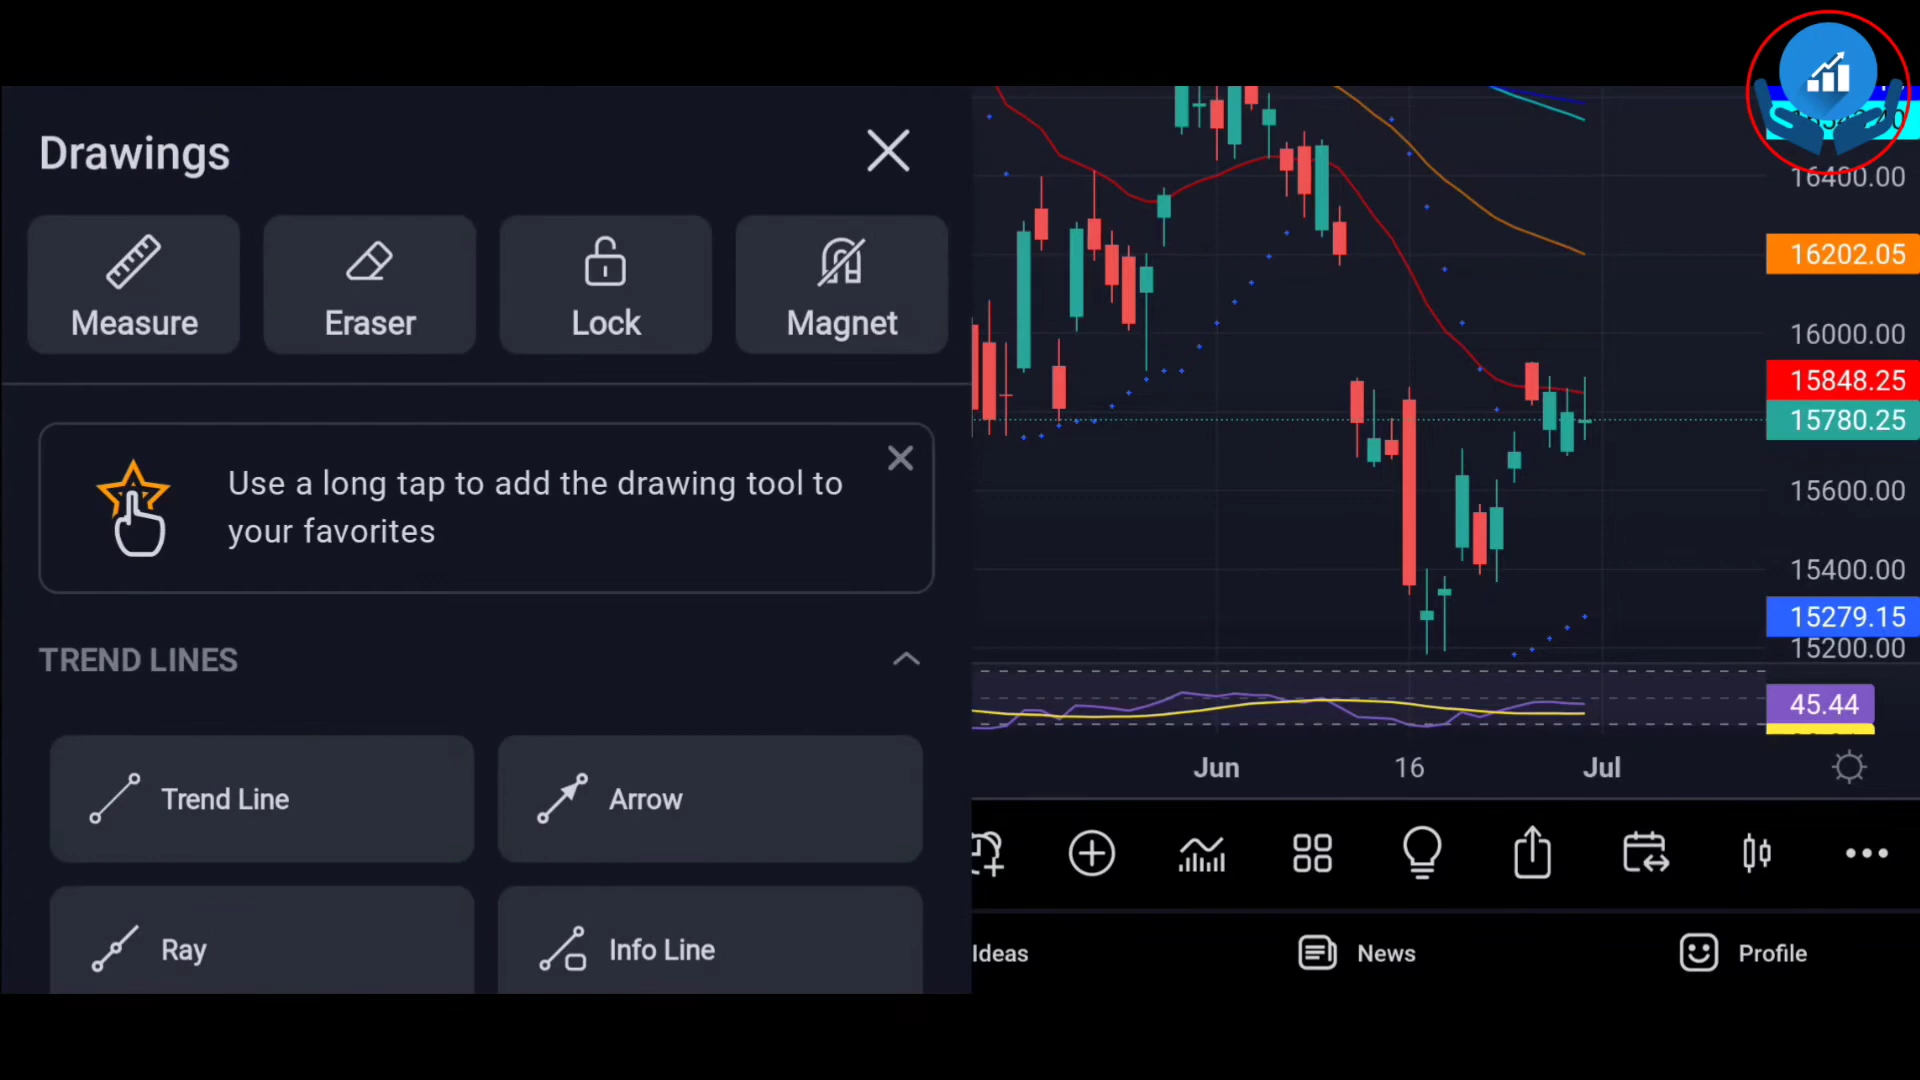 Drawings
Measure
Eraser
Lock
Magnet
Use a long tap to add the drawing tool to
your favorites
TREND LINES
Trend Line
Arrow
Ray
Info Line
16400.00
16202.05
16000.00
15848.25
15780.25
15600.00
15400.00
15279.15
15200.00
45.44
Jun
16
Jul
Ideas
News
Profile